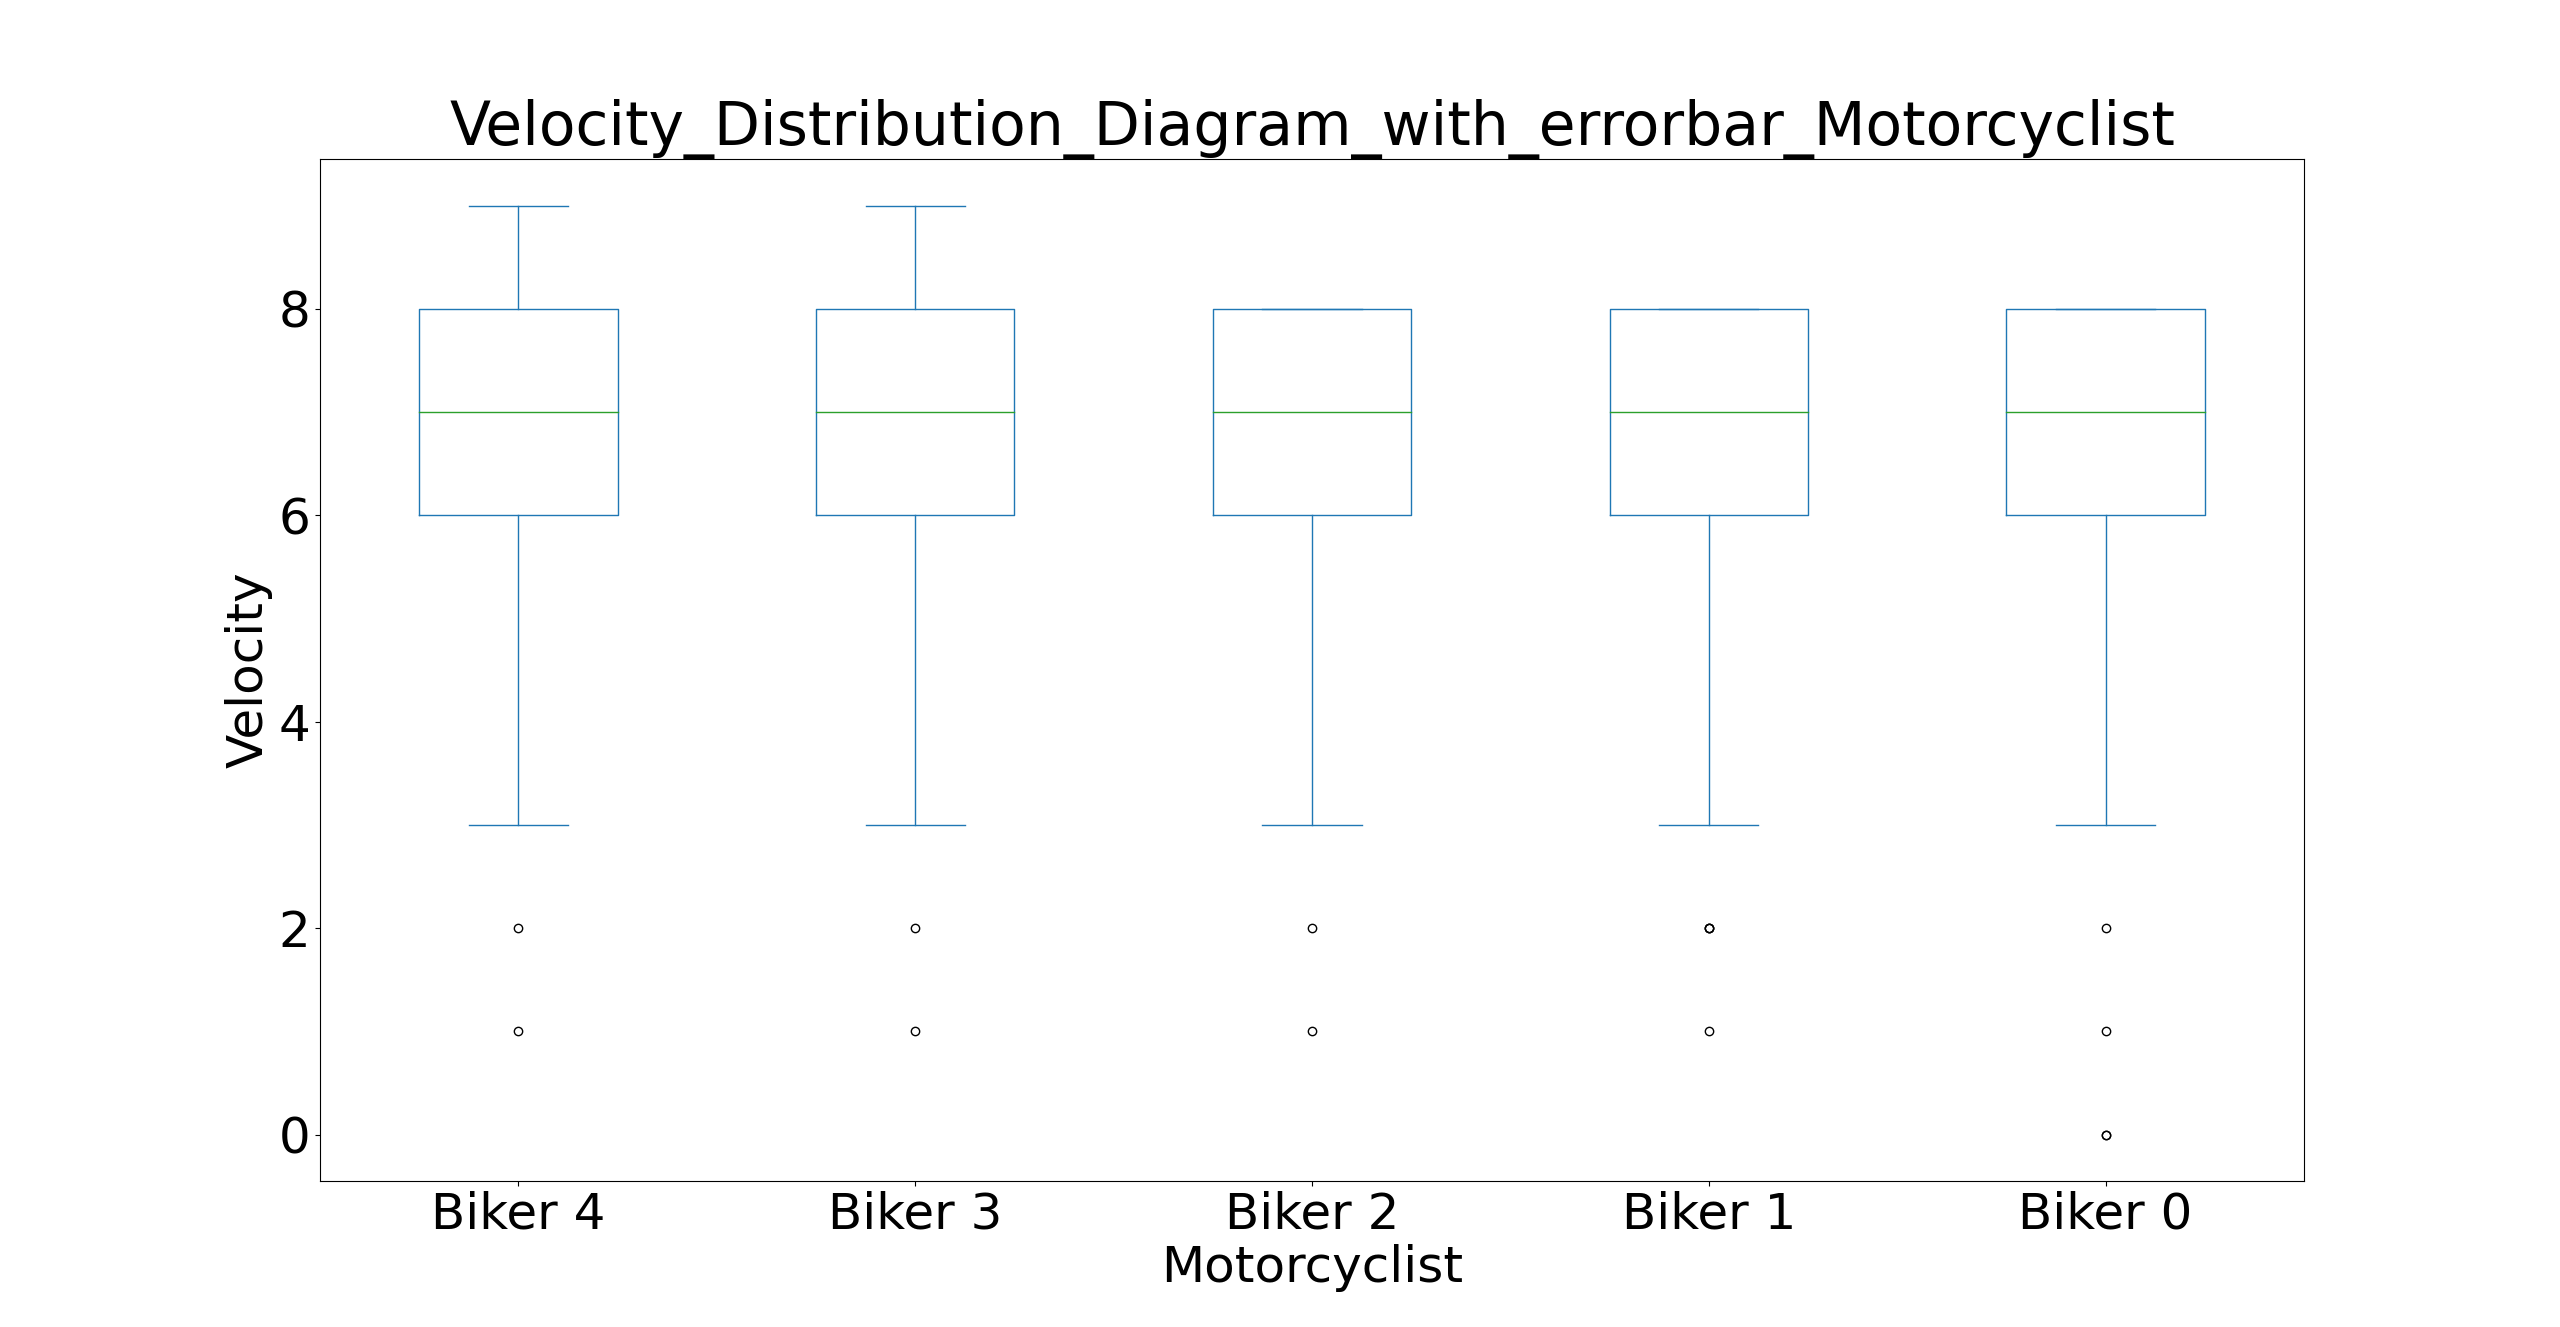 Velocity_Distribution_Diagram_with_errorbar_Motorcyclist
8
6
4
2
0
Velocity
Biker 4 Biker 3 Biker 2 Biker 1 Biker 0
Motorcyclist